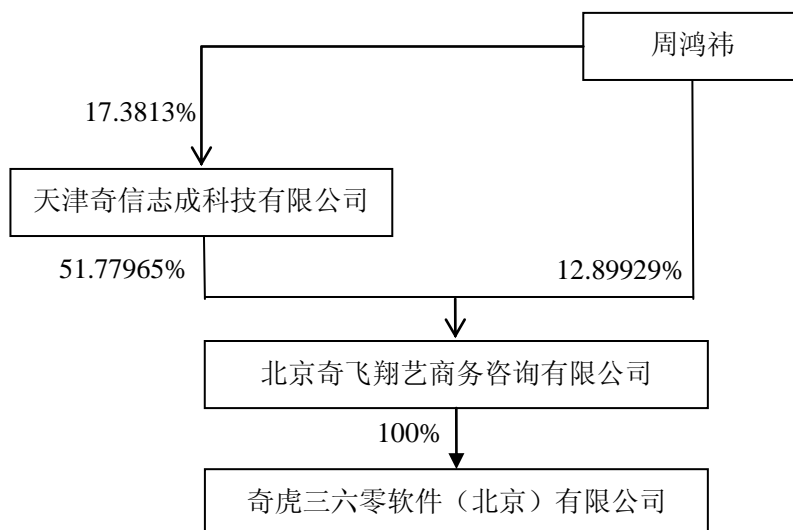 周鸿祎
17.3813%
天津奇信志成科技有限公司
51.77965%
12.89929%
北京奇飞翔艺商务咨询有限公司
100%
奇虎三六零软件（北京）有限公司